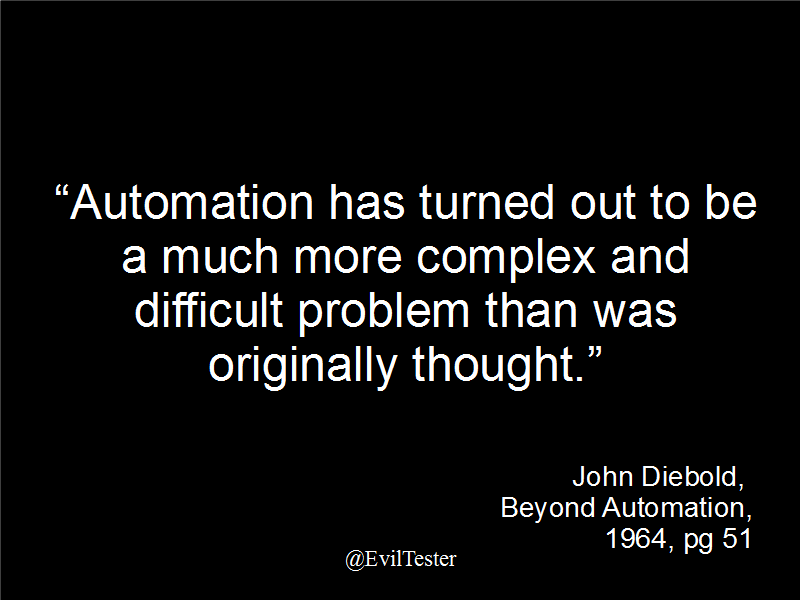 “Automation has turned out to be
a much more complex and
difficult problem than was
originally thought.”
John Diebold,
Beyond Automation,
1964, pg 51
@EvilTester